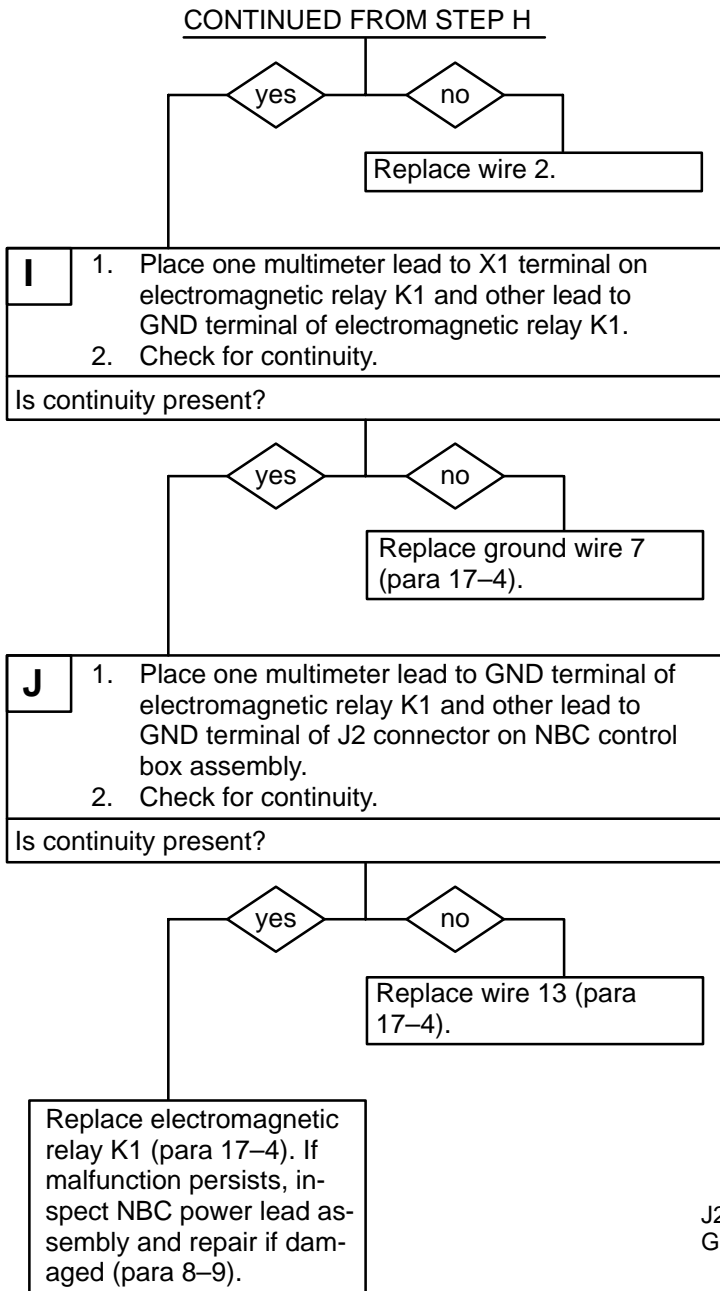 CONTINUED FROM STEP H
yes
no
Replace wire 2.
I
1. Place one multimeter lead to X1 terminal on
electromagnetic relay K1 and other lead to
GND terminal of electromagnetic relay K1.
2. Check for continuity.
Is continuity present?
yes
no
Replace ground wire 7
(para 17–4).
J
1. Place one multimeter lead to GND terminal of
electromagnetic relay K1 and other lead to
GND terminal of J2 connector on NBC control
box assembly.
2. Check for continuity.
Is continuity present?
yes
no
Replace wire 13 (para
17–4).
Replace electromagnetic
relay K1 (para 17–4). If
malfunction persists, in-
spect NBC power lead as-
sembly and repair if dam-
aged (para 8–9).
J2